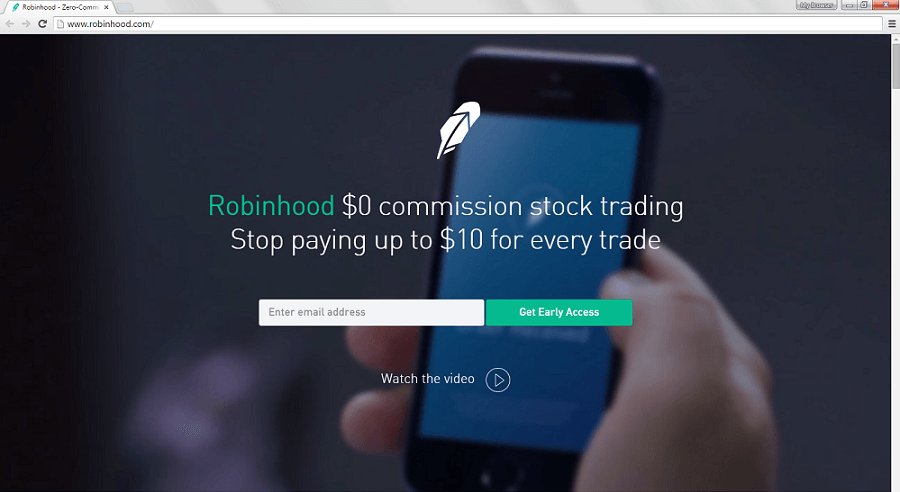 Robinhood - Zero-Comm
My Browser
www.robinhood.com/
Robinhood $0 commission stock trading
Stop paying up to $10 for every trade
Enter email address
Get Early Access
Watch the video